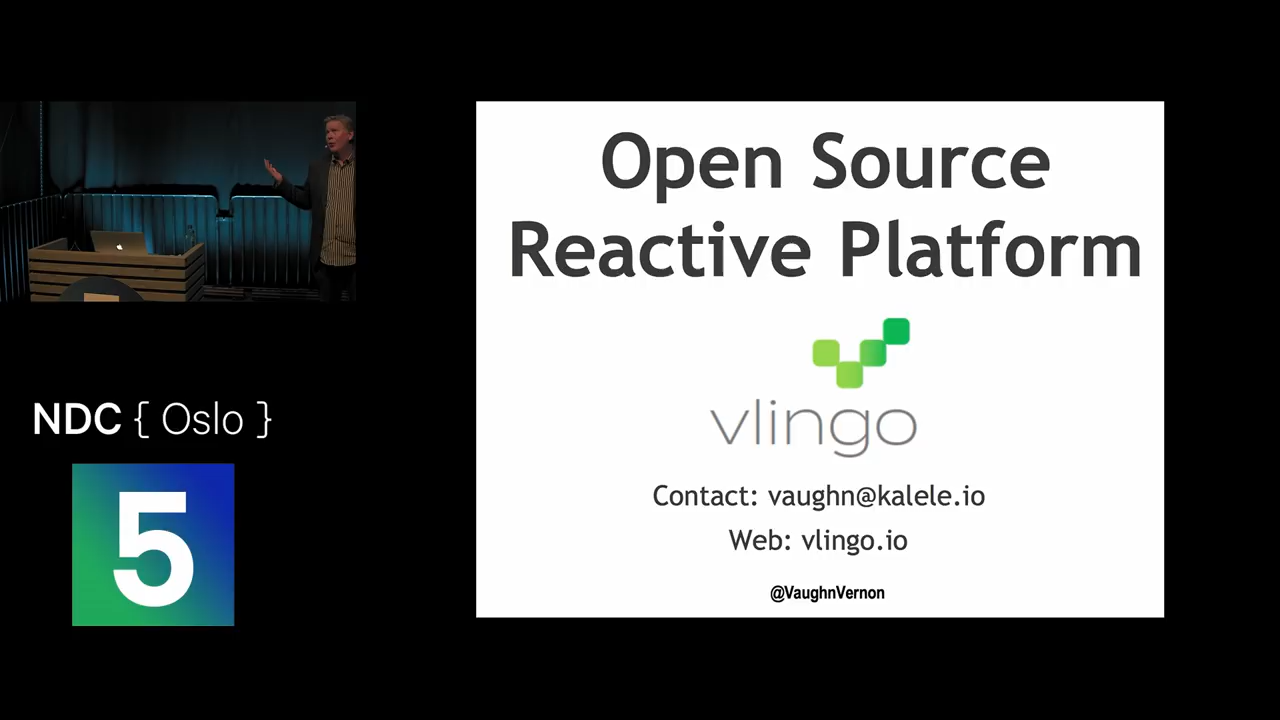 NDC { Oslo }
5
Open Source
Reactive Platform
vlingo
Contact: vaughn@kalele.io
Web: vlingo.io
@VaughnVernon